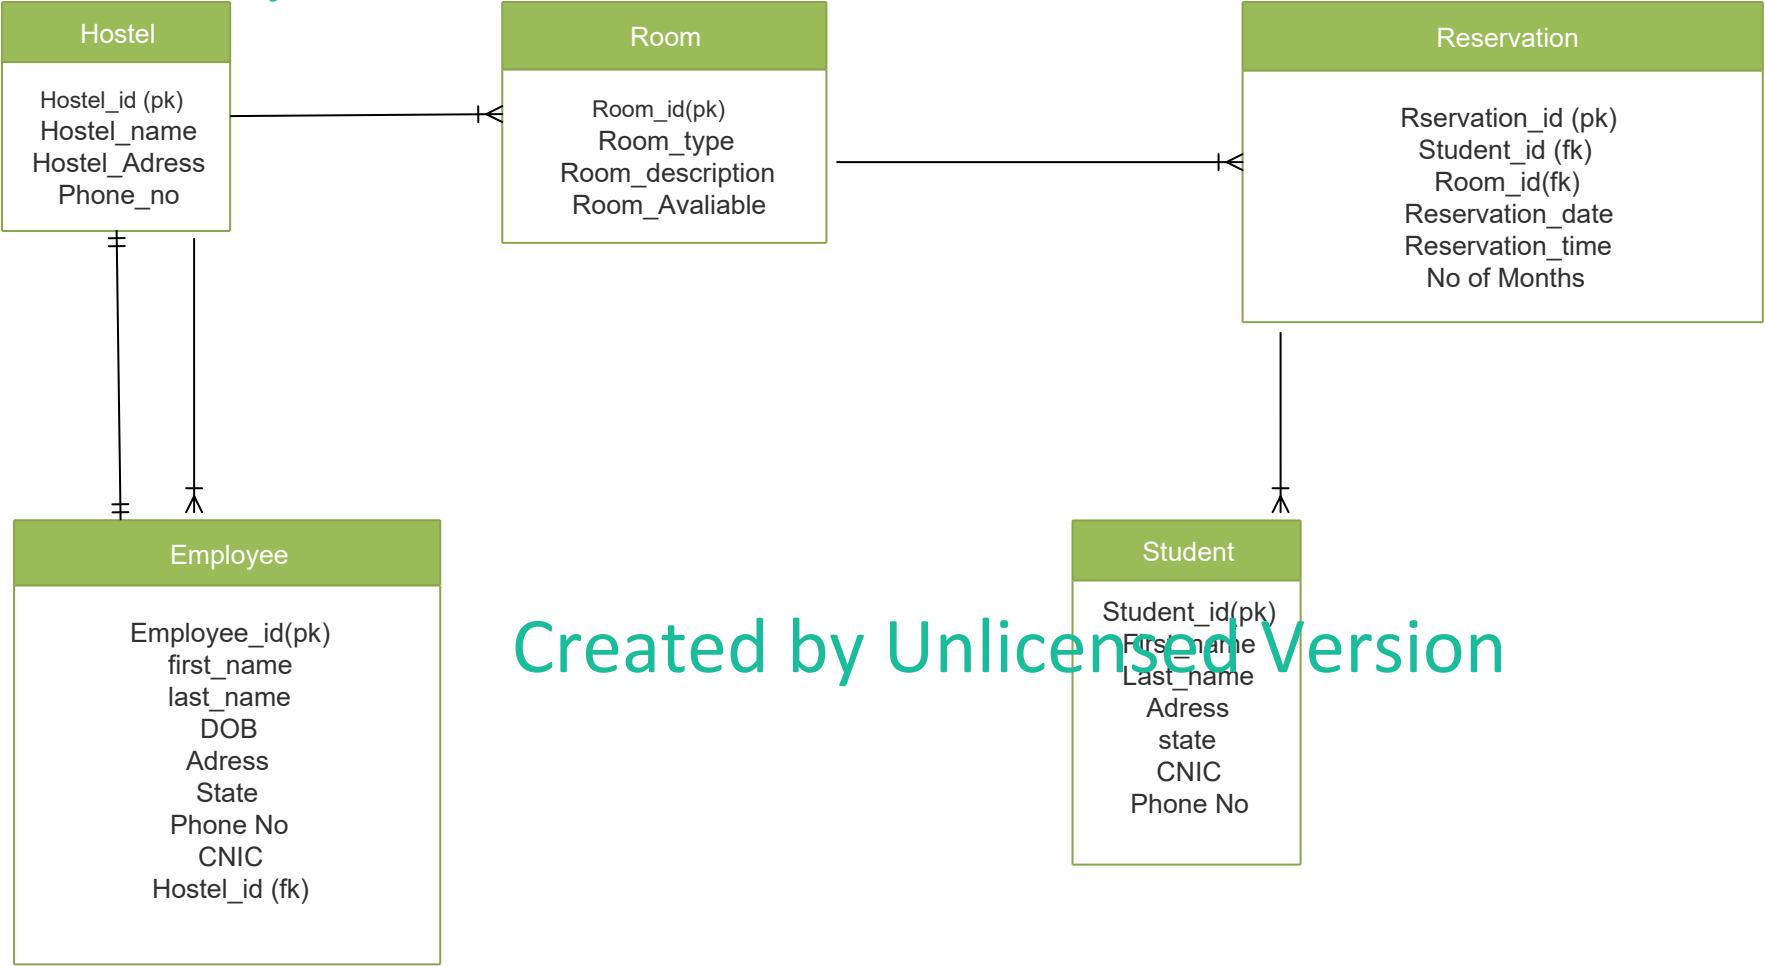 Hostel
Hostel_id (pk)
Hostel_name
Hostel_Adress
Phone_no
Room
Room_id(pk)
Room_type
Room_description
Room_Avaliable
Reservation
Rservation_id (pk)
Student_id (fk)
Room_id(fk)
Reservation_date
Reservation_time
No of Months
Employee
Employee_id(pk)
first_name
last_name
DOB
Adress
State
Phone No
CNIC
Hostel_id (fk)
Student
Student_id(pk)
First_name
Last_name
Adress
state
CNIC
Phone No
Created by Unlicensed Version